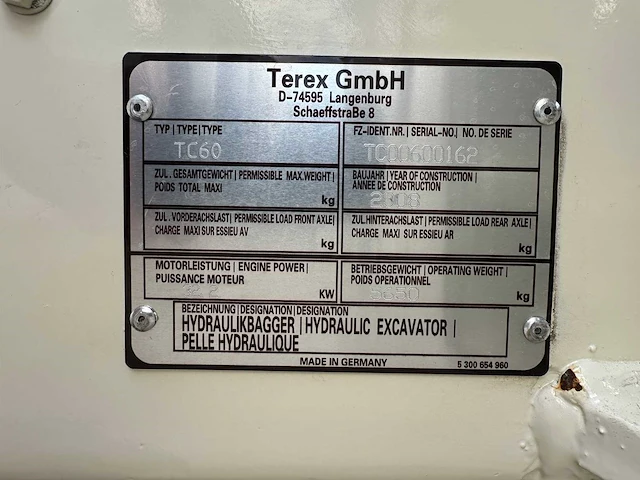 Terex GmbH
D-74595 Langenburg
Schaeffstraße 8
TYP | TYPE | TYPE
TC60
FZ-IDENT.NR. | SERIAL-NO. | NO. DE SERIE
TC00600162
ZUL. GESAMTGEWICHT | PERMISSIBLE MAX.WEIGHT |
POIDS TOTAL MAXI
kg
BAUJAHR | YEAR OF CONSTRUCTION |
ANNÉE DE CONSTRUCTION
2008
ZUL. VORDERACHSLAST | PERMISSIBLE LOAD FRONT AXLE |
CHARGE MAXI SUR ESSIEU AV
kg
ZUL.HINTERACHSLAST | PERMISSIBLE LOAD REAR AXLE |
CHARGE MAXI SUR ESSIEU AR
kg
MOTORLEISTUNG | ENGINE POWER |
PUISSANCE MOTEUR
KW
BETRIEBSGEWICHT | OPERATING WEIGHT |
POIDS OPERATIONNEL
kg
BEZEICHNUNG | DESIGNATION | DESIGNATION
HYDRAULIKBAGGER | HYDRAULIC EXCAVATOR |
PELLE HYDRAULIQUE
MADE IN GERMANY
5 300 654 960